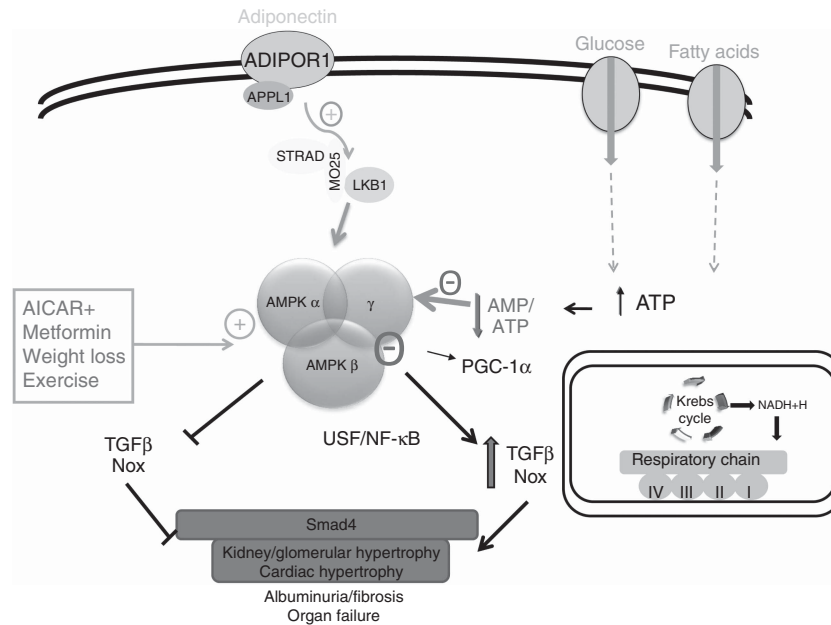 Adiponectin
ADIPOR1
APPL1
Glucose
Fatty acids
+
STRAD
MO25
LKB1
AMPK α
γ
AMPK β
Θ
Θ
AMP/
ATP
ATP
PGC-1α
AICAR+
Metformin
Weight loss
Exercise
+
TGFβ
Nox
USF/NF-κB
TGFβ
Nox
Krebs
cycle
NADH+H
Respiratory chain
IV III II I
Smad4
Kidney/glomerular hypertrophy
Cardiac hypertrophy
Albuminuria/fibrosis
Organ failure